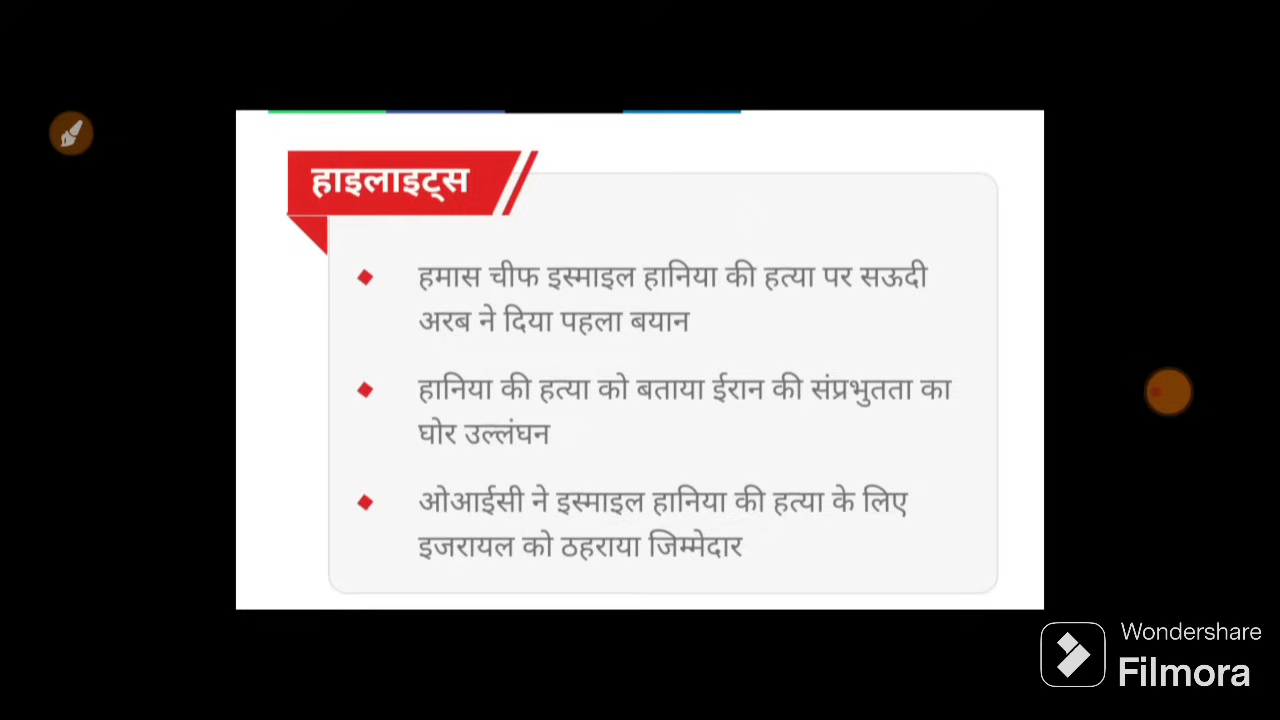 हाइलाइट्स
हमास चीफ इस्माइल हानिया की हत्या पर सऊदी
अरब ने दिया पहला बयान
हानिया की हत्या को बताया ईरान की संप्रभुतता का
घोर उल्लंघन
ओआईसी ने इस्माइल हानिया की हत्या के लिए
इजरायल को ठहराया जिम्मेदार
Wondershare
Filmora